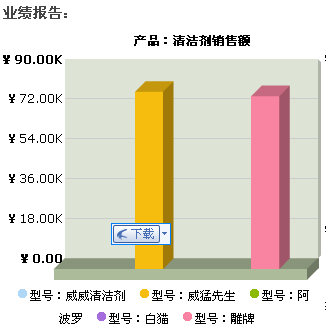 业绩报告:
产品：清洁剂销售额
¥ 90.00K
¥ 72.00K
¥ 54.00K
¥ 36.00K
¥ 18.00K
下载
¥ 0.00
型号：威威清洁剂 型号：威猛先生 型号：阿
波罗 型号：白猫 型号：雕牌